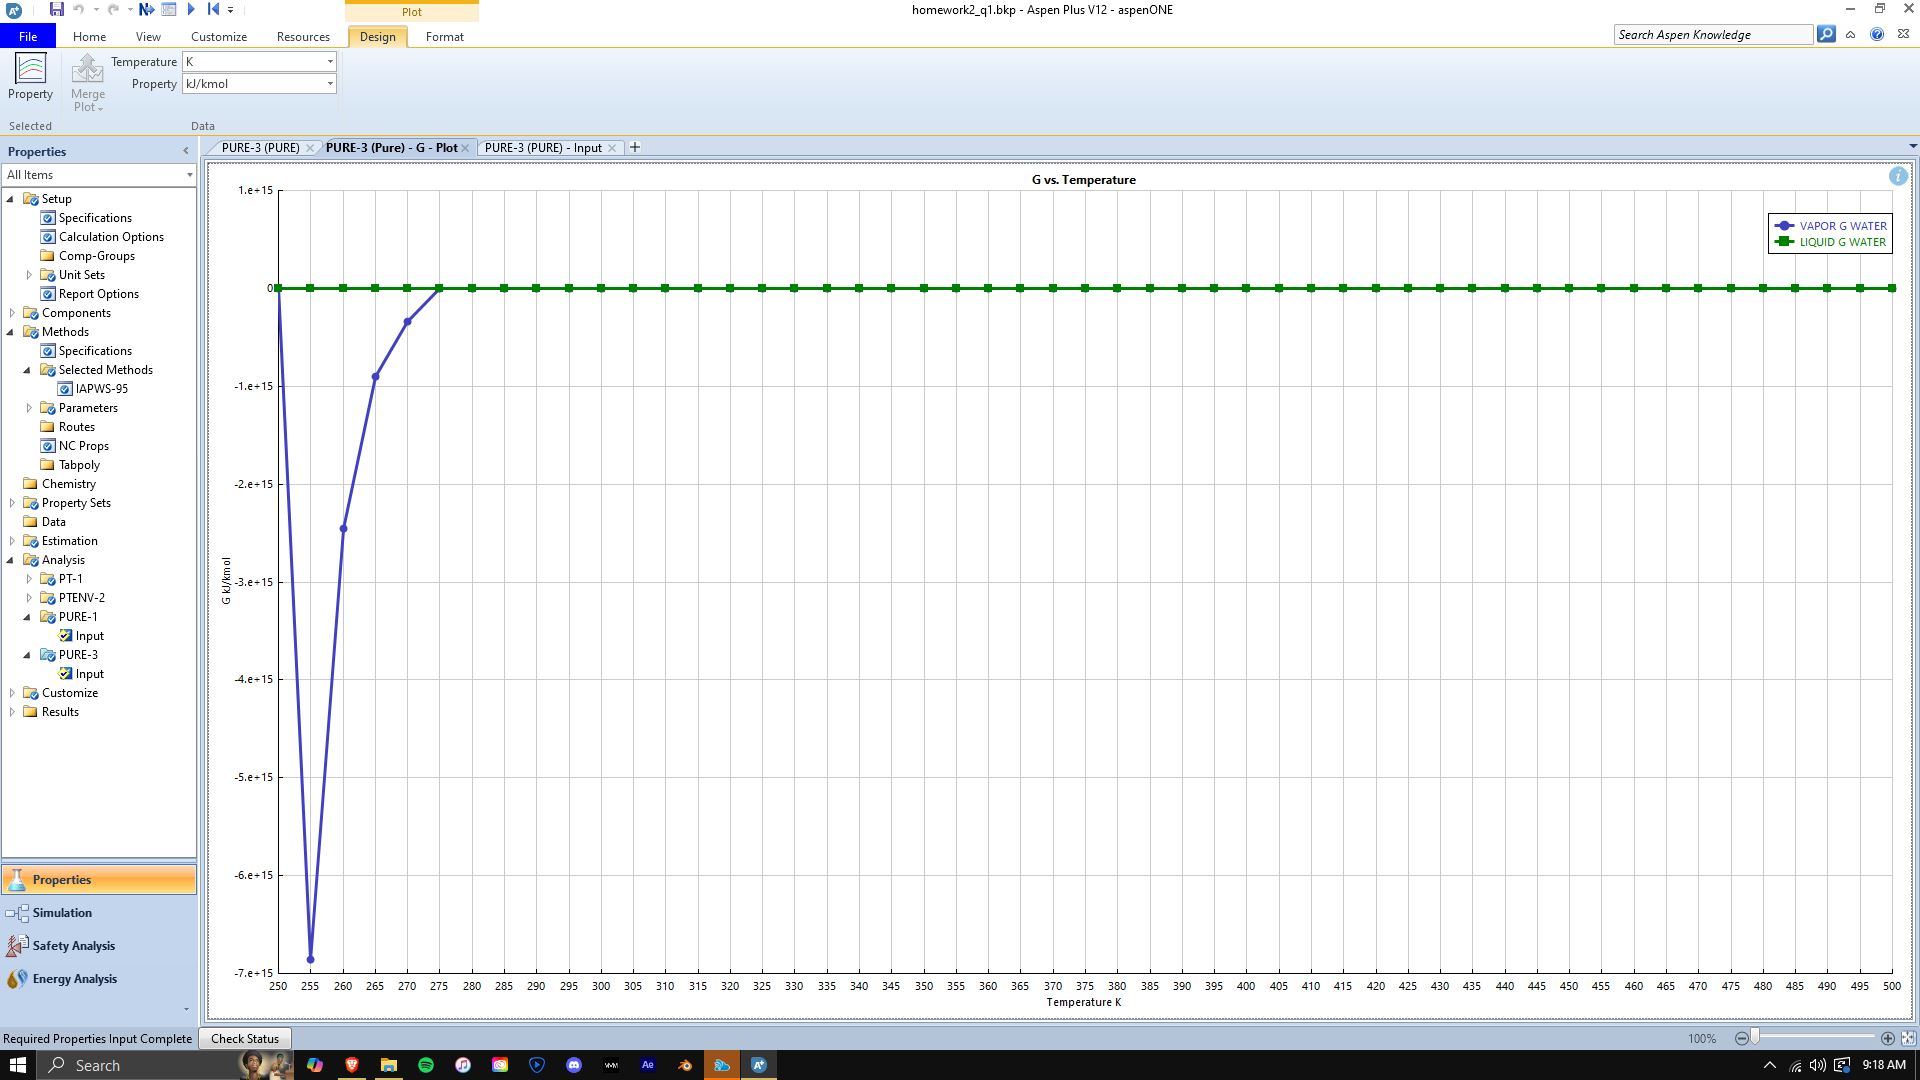 homework2_q1.bkp - Aspen Plus V12 - aspenONE
Plot
File Home View Customize Resources Design Format
Search Aspen Knowledge
Temperature K
Property kJ/kmol
Property
Merge
Plot
Selected
Data
Properties
All Items
PURE-3 (PURE)
PURE-3 (Pure) - G - Plot
PURE-3 (PURE) - Input
Setup
Specifications
Calculation Options
Comp-Groups
Unit Sets
Report Options
Components
Methods
Specifications
Selected Methods
IAPWS-95
Parameters
Routes
NC Props
Tabpoly
Chemistry
Property Sets
Data
Estimation
Analysis
PT-1
PTENV-2
PURE-1
Input
PURE-3
Input
Customize
Results
Properties
Simulation
Safety Analysis
Energy Analysis
G vs. Temperature
VAPOR G WATER
LIQUID G WATER
1.e+15
0
-1.e+15
-2.e+15
-3.e+15
-4.e+15
-5.e+15
-6.e+15
-7.e+15
G kJ/kmol
250 255 260 265 270 275 280 285 290 295 300 305 310 315 320 325 330 335 340 345 350 355 360 365 370 375 380 385 390 395 400 405 410 415 420 425 430 435 440 445 450 455 460 465 470 475 480 485 490 495 500
Temperature K
Required Properties Input Complete
Check Status
100%
Search
Ae
9:18 AM